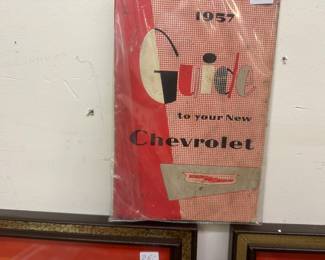 1957
Guide
to your New
Chevrolet